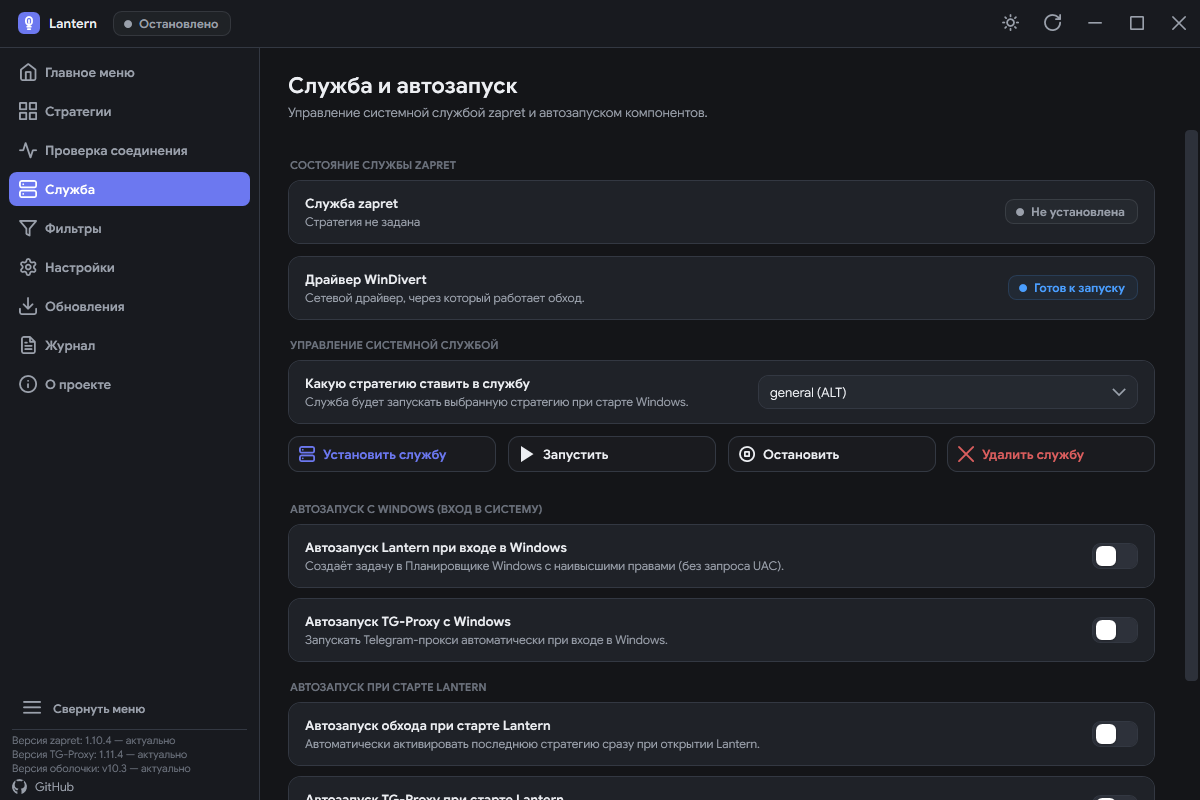 Lantern
Остановлено
Главное меню
Стратегии
Проверка соединения
Служба
Фильтры
Настройки
Обновления
Журнал
О проекте
Свернуть меню
Версия zapret: 1.10.4 — актуально
Версия TG-Proxy: 1.11.4 — актуально
Версия оболочки: v10.3 — актуально
GitHub
Служба и автозапуск
Управление системной службой zapret и автозапуском компонентов.
СОСТОЯНИЕ СЛУЖБЫ ZAPRET
Служба zapret
Стратегия не задана
Не установлена
Драйвер WinDivert
Сетевой драйвер, через который работает обход.
Готов к запуску
УПРАВЛЕНИЕ СИСТЕМНОЙ СЛУЖБОЙ
Какую стратегию ставить в службу
Служба будет запускать выбранную стратегию при старте Windows.
general (ALT)
Установить службу
Запустить
Остановить
Удалить службу
АВТОЗАПУСК С WINDOWS (ВХОД В СИСТЕМУ)
Автозапуск Lantern при входе в Windows
Создаёт задачу в Планировщике Windows с наивысшими правами (без запроса UAC).
Автозапуск TG-Proxy с Windows
Запускать Telegram-прокси автоматически при входе в Windows.
АВТОЗАПУСК ПРИ СТАРТЕ LANTERN
Автозапуск обхода при старте Lantern
Автоматически активировать последнюю стратегию сразу при открытии Lantern.
Автозапуск TG-Proxy при старте Lantern